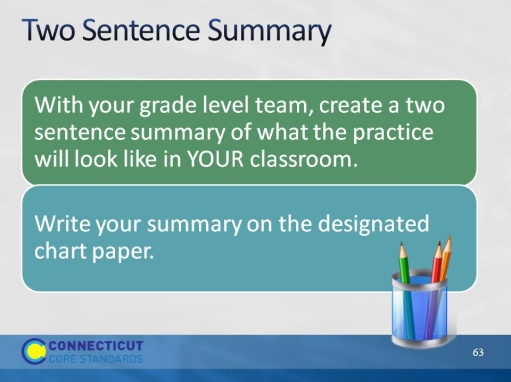 Two Sentence Summary
With your grade level team, create a two
sentence summary of what the practice
will look like in YOUR classroom.
Write your summary on the designated
chart paper.
CONNECTICUT
CORE STANDARDS
63